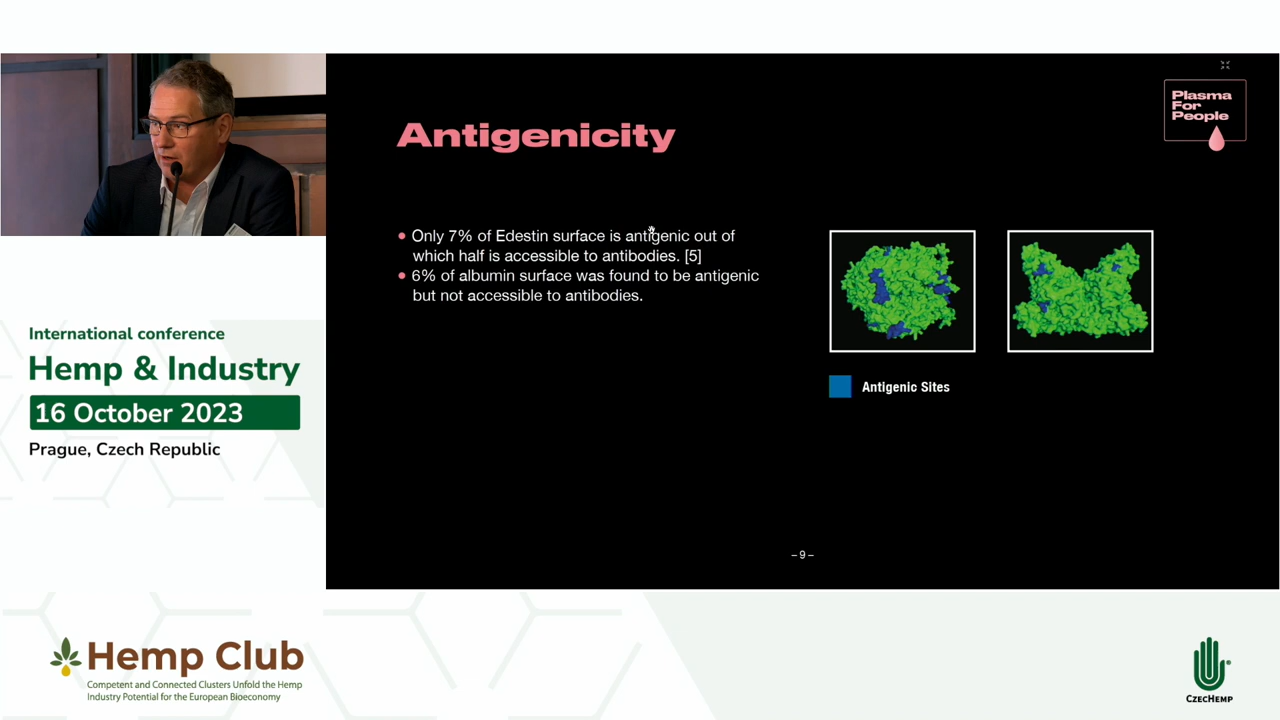 Plasma
For
People
Antigenicity
Only 7% of Edestin surface is antigenic out of
which half is accessible to antibodies. [5]
6% of albumin surface was found to be antigenic
but not accessible to antibodies.
Antigenic Sites
– 9 –
International conference
Hemp & Industry
16 October 2023
Prague, Czech Republic
Hemp Club
Competent and Connected Clusters Unfold the Hemp
Industry Potential for the European Bioeconomy
CzecHemp